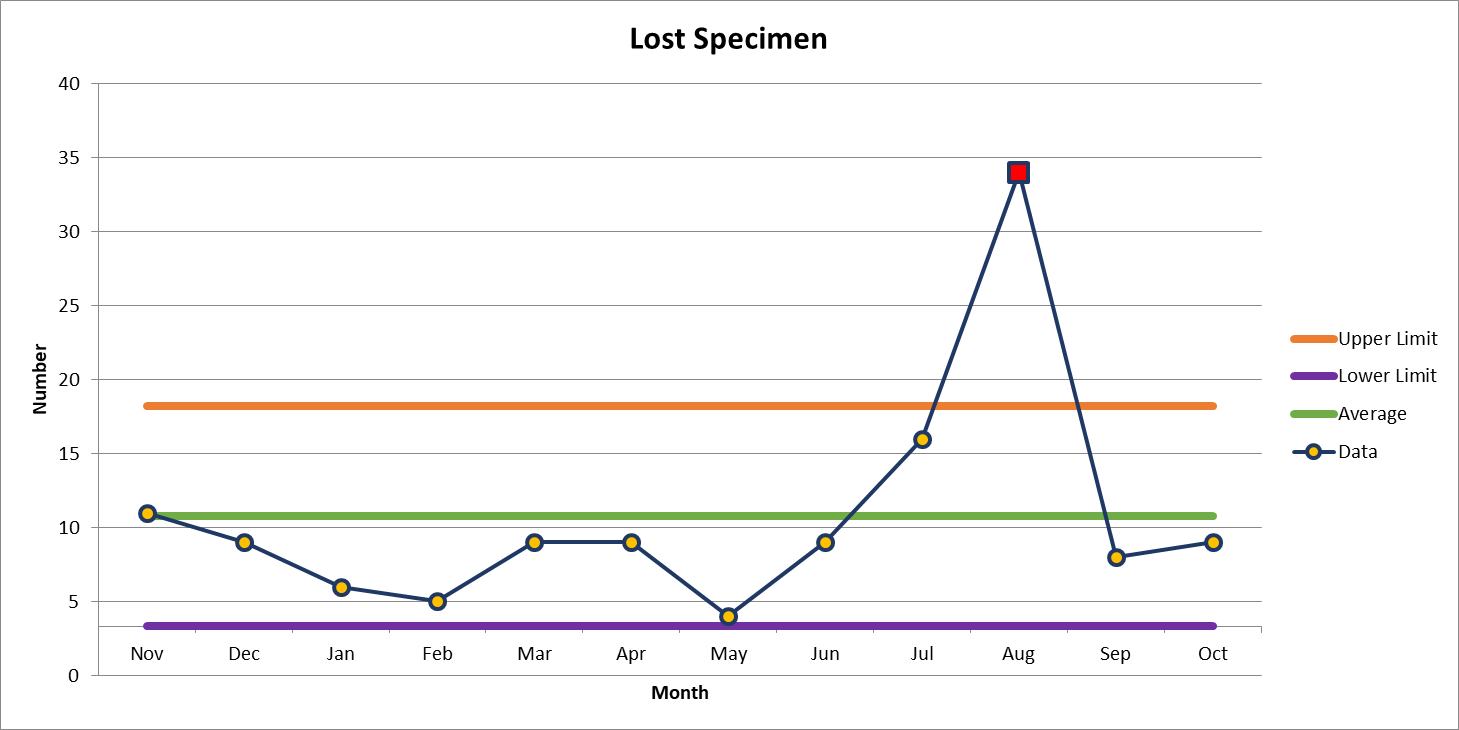 Lost Specimen
40
35
30
25
20
15
10
5
0
Number
Nov Dec Jan Feb Mar Apr May Jun Jul Aug Sep Oct
Month
Upper Limit
Lower Limit
Average
Data